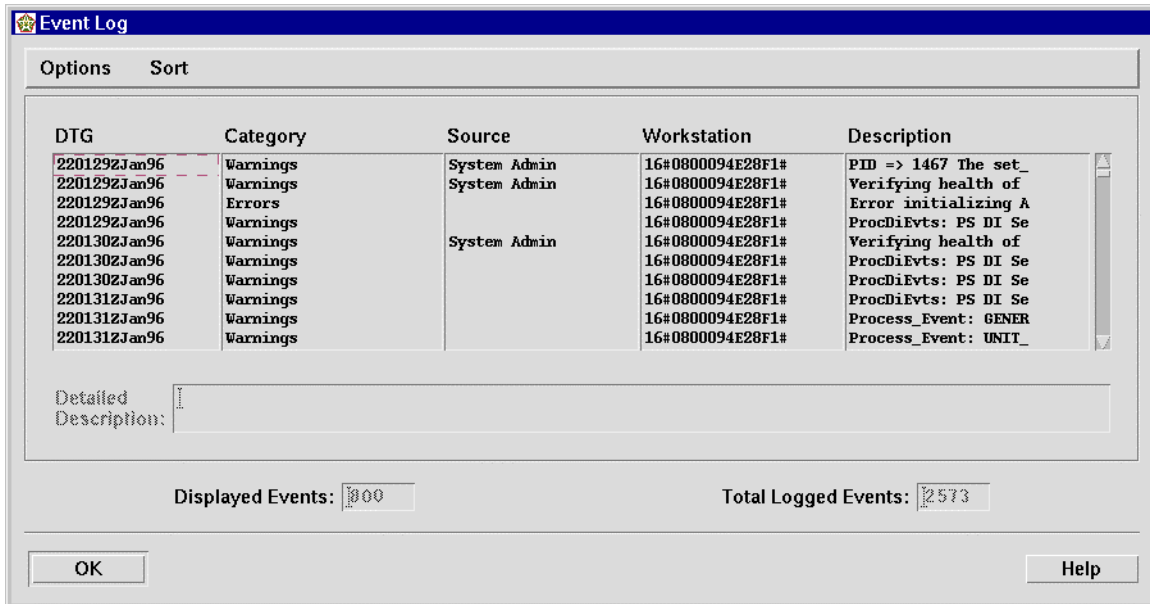 Event Log
Options Sort
DTG Category Source Workstation Description
220129ZJan96 Warnings System Admin 16#0800094E28F1# PID => 1467 The set_
220129ZJan96 Warnings System Admin 16#0800094E28F1# Verifying health of
220129ZJan96 Errors 16#0800094E28F1# Error initializing A
220129ZJan96 Warnings 16#0800094E28F1# ProcDiEvts: PS DI Se
220130ZJan96 Warnings System Admin 16#0800094E28F1# Verifying health of
220130ZJan96 Warnings 16#0800094E28F1# ProcDiEvts: PS DI Se
220130ZJan96 Warnings 16#0800094E28F1# ProcDiEvts: PS DI Se
220131ZJan96 Warnings 16#0800094E28F1# ProcDiEvts: PS DI Se
220131ZJan96 Warnings 16#0800094E28F1# Process_Event: GENER
220131ZJan96 Warnings 16#0800094E28F1# Process_Event: UNIT_
Detailed
Description:
Displayed Events: 800 Total Logged Events: 2573
OK Help